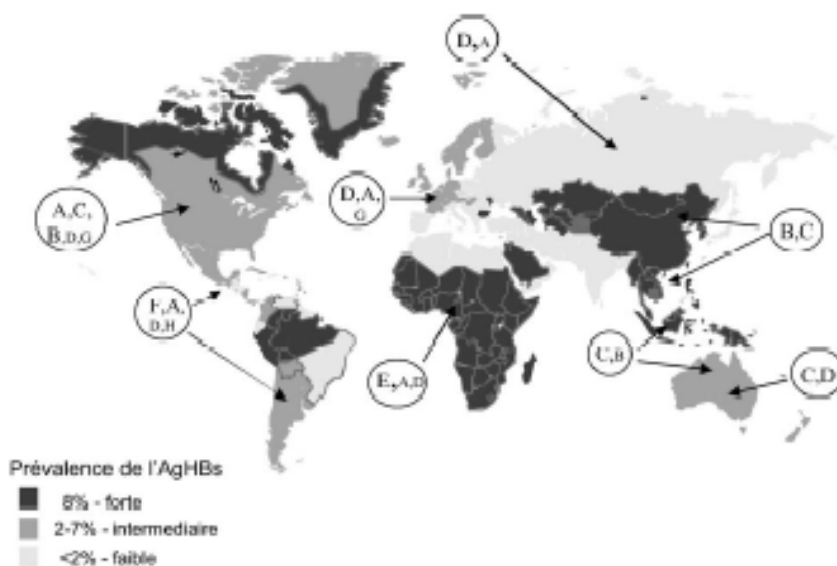 D,A
A,C,
B,D,G
D,A,
G
B,C
F,A,
D,H
E,A,D
C,B
C,D
Prévalence de l'AgHBs
8% - forte
2-7% - intermediaire
<2% - faible